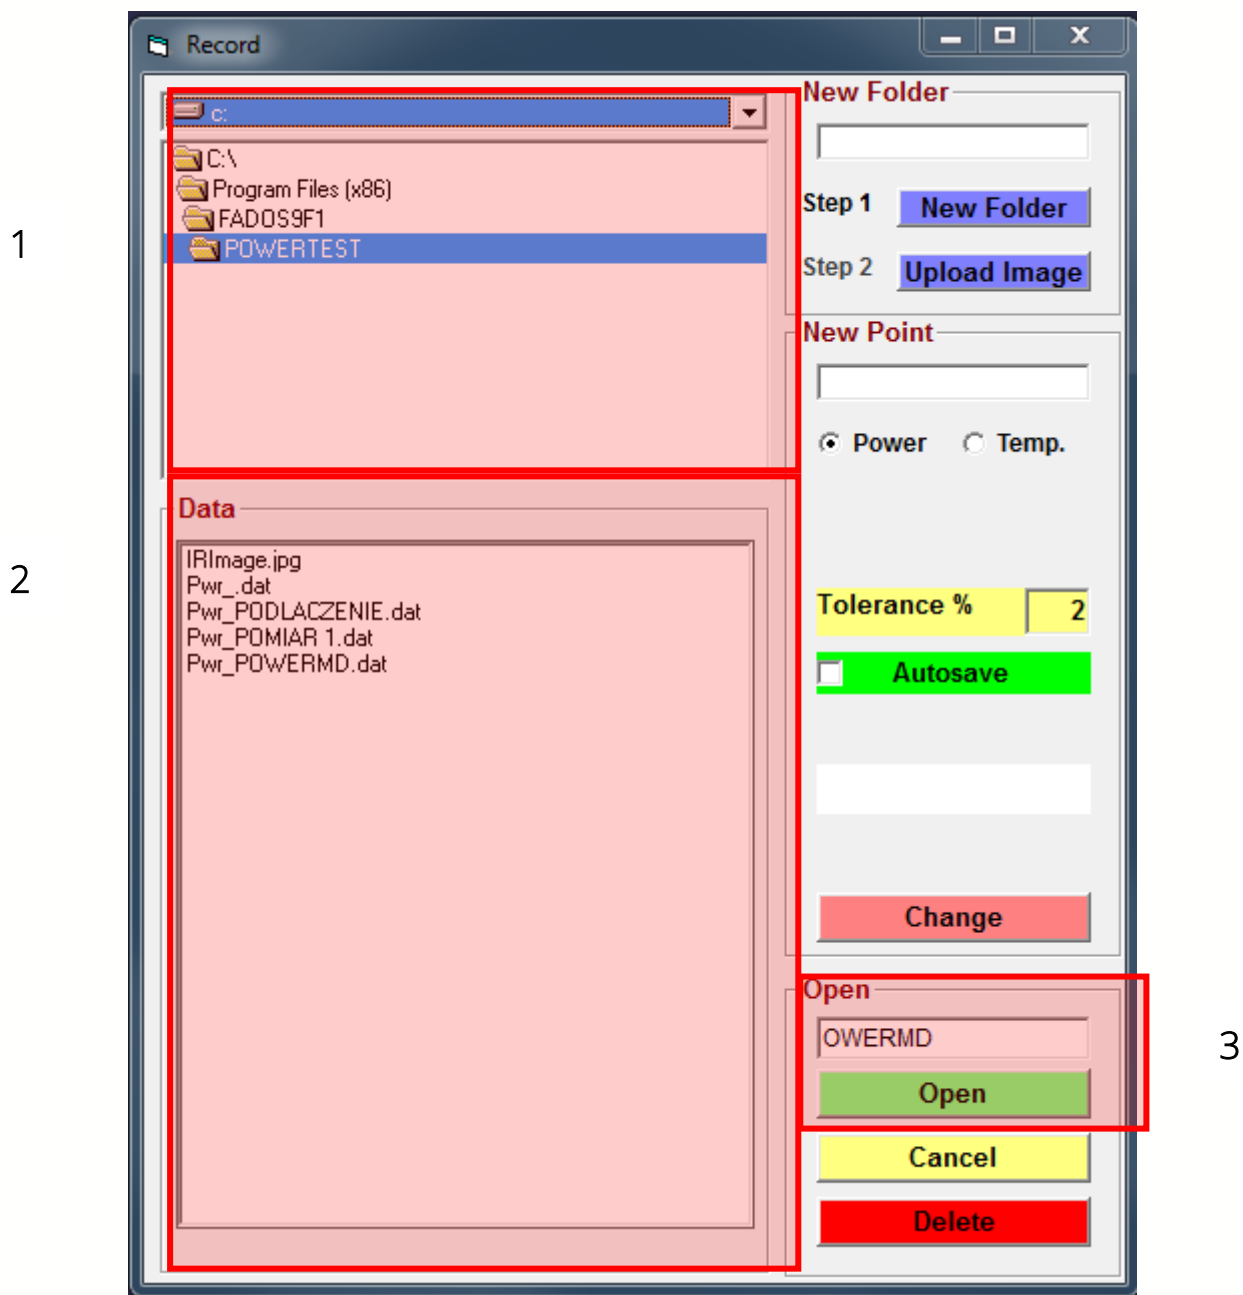 Record
c:
C:\
Program Files (x86)
FADOS9F1
POWERTEST
1
Data
IRImage.jpg
Pwr_.dat
Pwr_PODLACZENIE.dat
Pwr_POMIAR 1.dat
Pwr_POWERMD.dat
2
New Folder
Step 1 New Folder
Step 2 Upload Image
New Point
Power Temp.
Tolerance % 2
Autosave
Change
Open
OWERMD
Open
3
Cancel
Delete